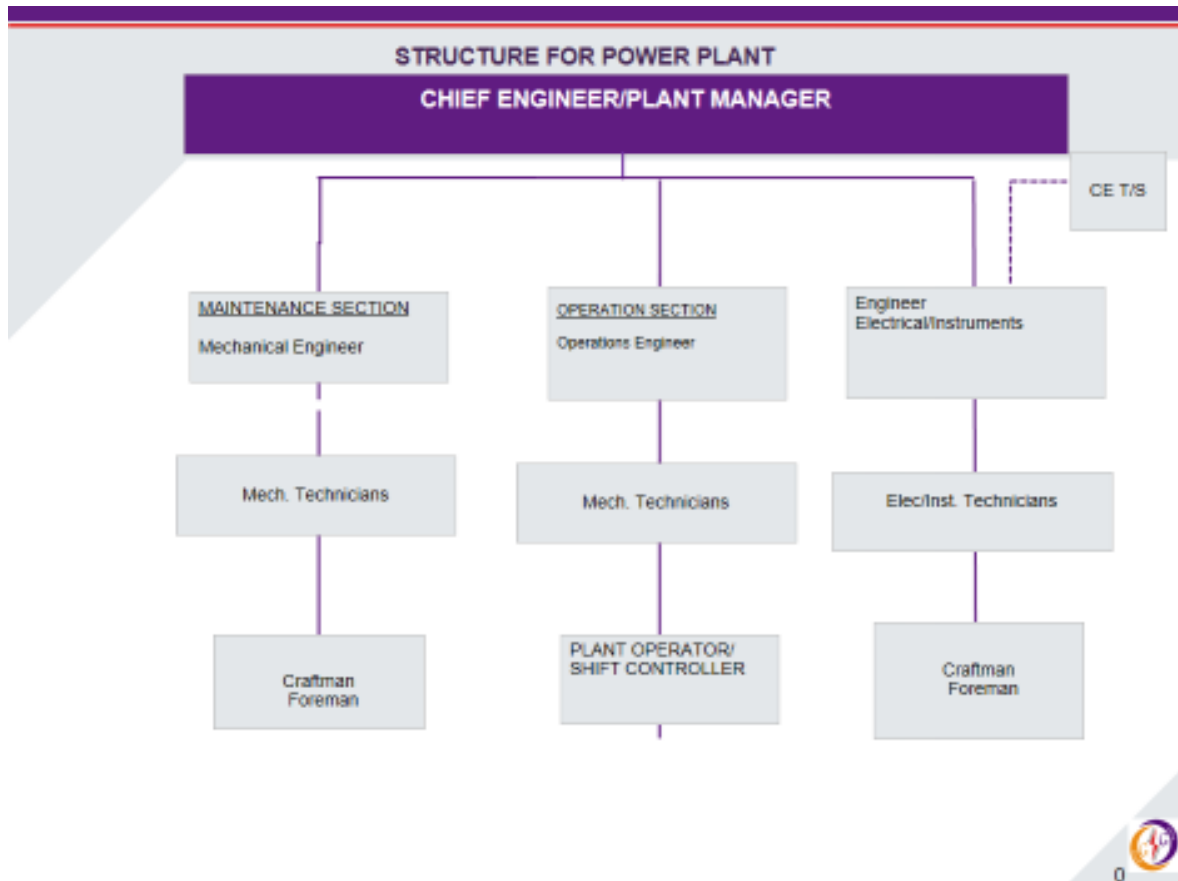 STRUCTURE FOR POWER PLANT
CHIEF ENGINEER/PLANT MANAGER
CE T/S
MAINTENANCE SECTION
Mechanical Engineer
OPERATION SECTION
Operations Engineer
Engineer
Electrical/Instruments
Mech. Technicians
Mech. Technicians
Elec/Inst. Technicians
Craftman
Foreman
PLANT OPERATOR/
SHIFT CONTROLLER
Craftman
Foreman
0